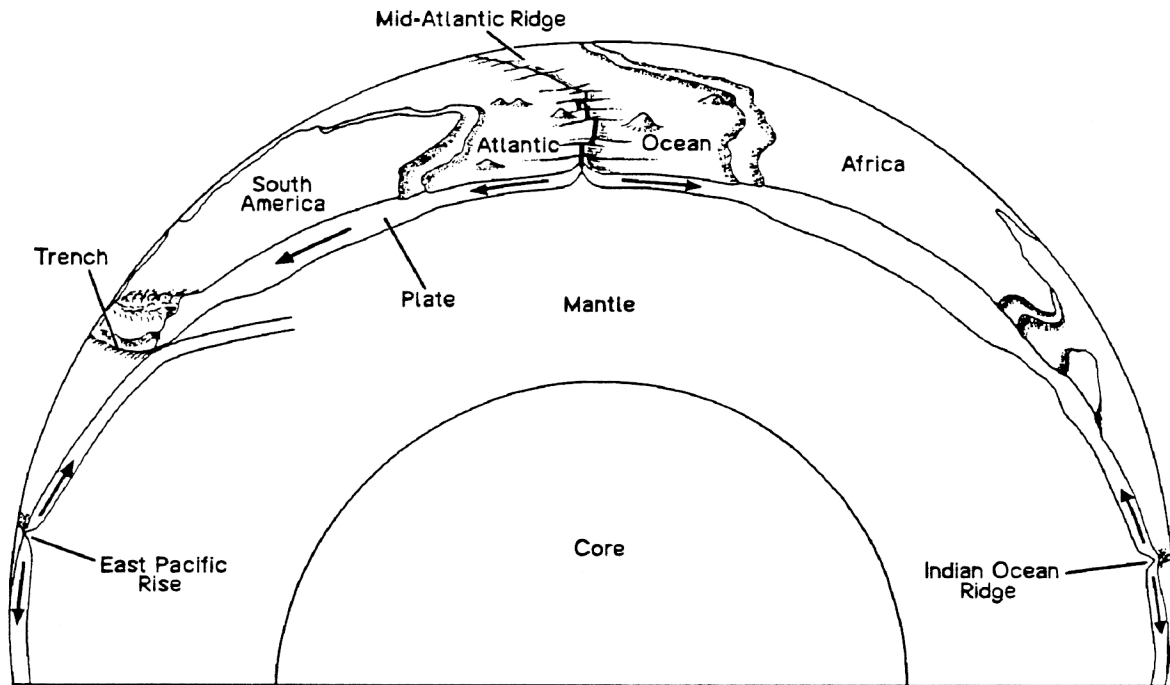 Mid-Atlantic Ridge
Atlantic
Ocean
Africa
South
America
Trench
Plate
Mantle
Core
East Pacific
Rise
Indian Ocean
Ridge